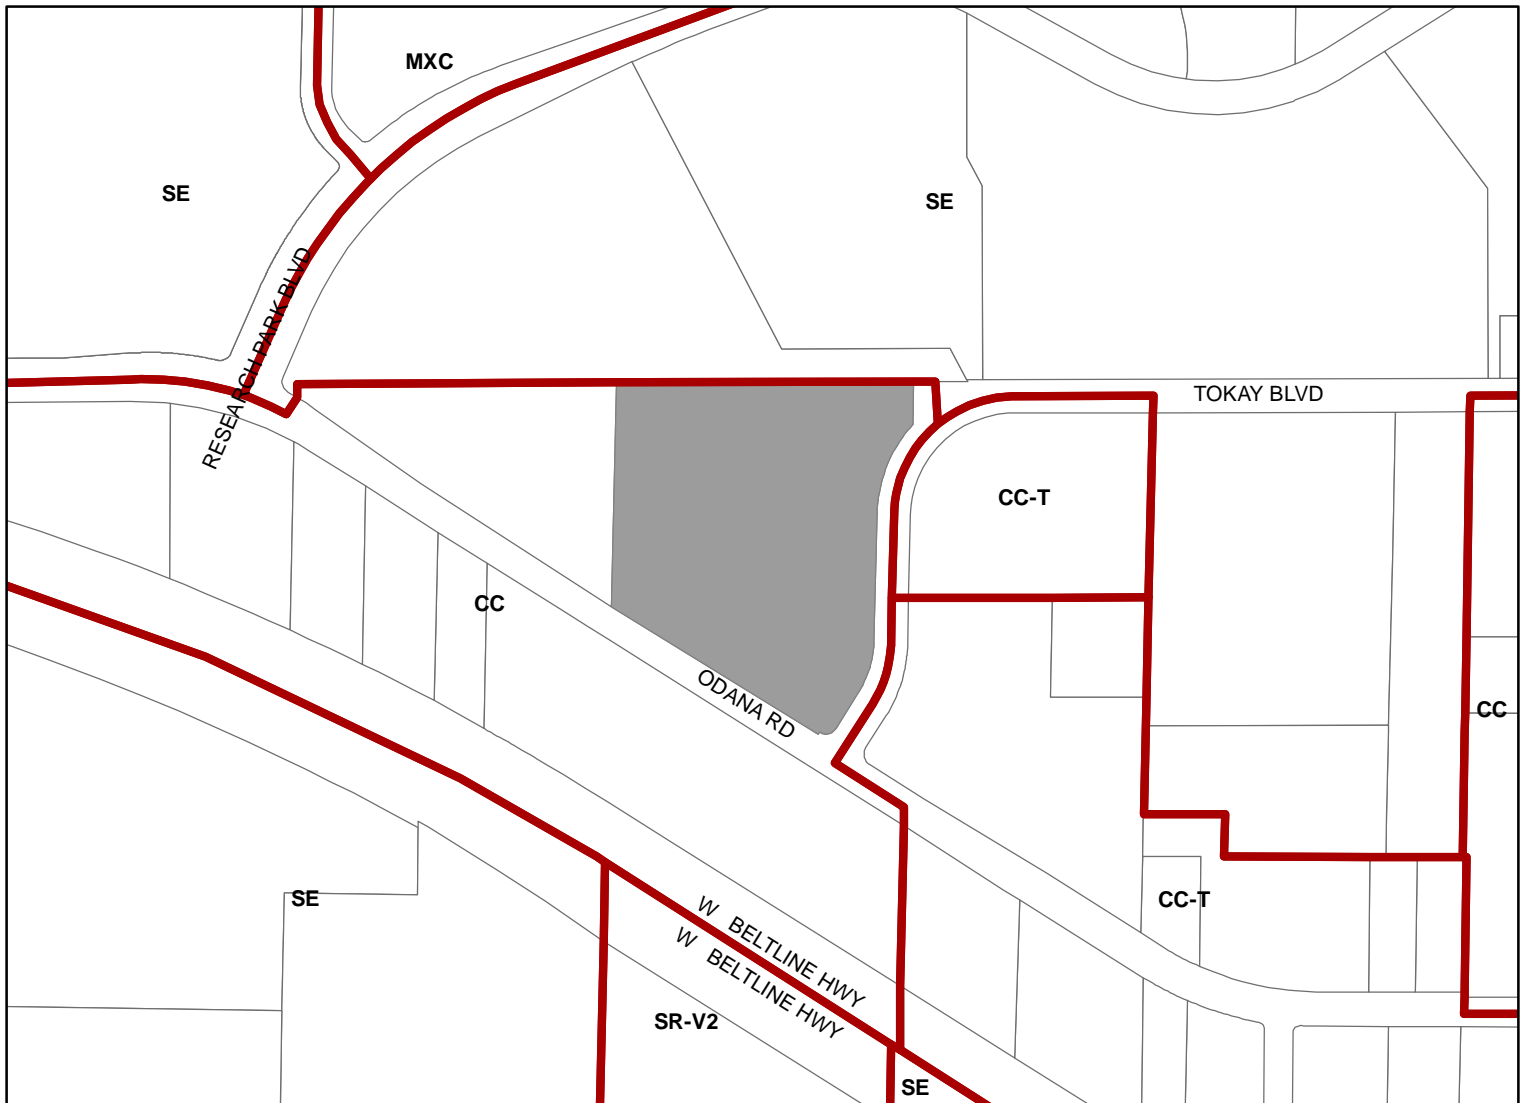 MXC
SE
SE
RESEARCH PARK BLVD
TOKAY BLVD
CC-T
CC
ODANA RD
CC
SE
CC-T
W BELTLINE HWY
W BELTLINE HWY
SR-V2
SE